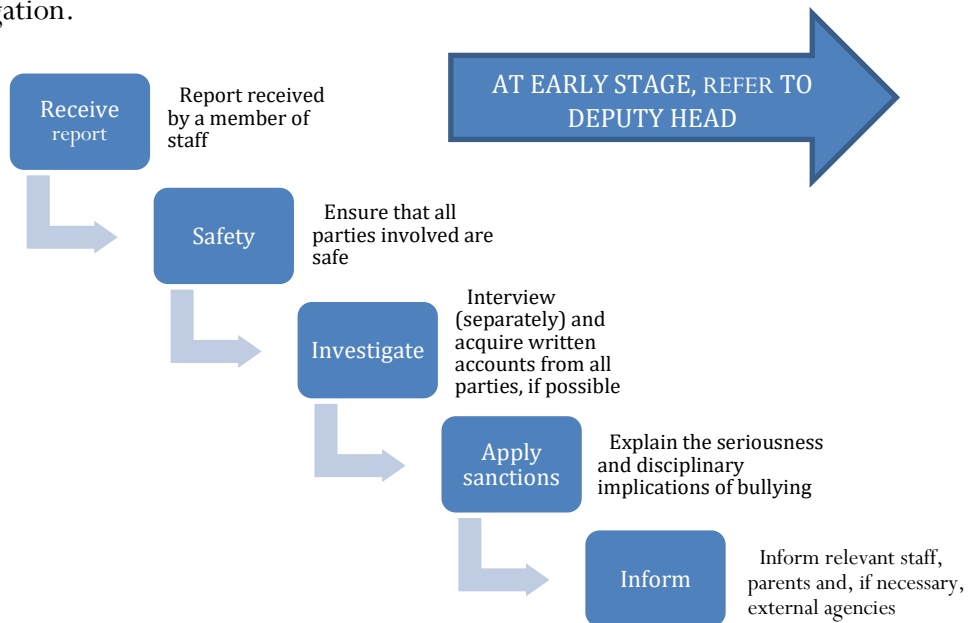 gation.
AT EARLY STAGE, REFER TO
DEPUTY HEAD
Receive
report
Report received
by a member of
staff
Safety
Ensure that all
parties involved are
safe
Investigate
Interview
(separately) and
acquire written
accounts from all
parties, if possible
Apply
sanctions
Explain the seriousness
and disciplinary
implications of bullying
Inform
Inform relevant staff,
parents and, if necessary,
external agencies